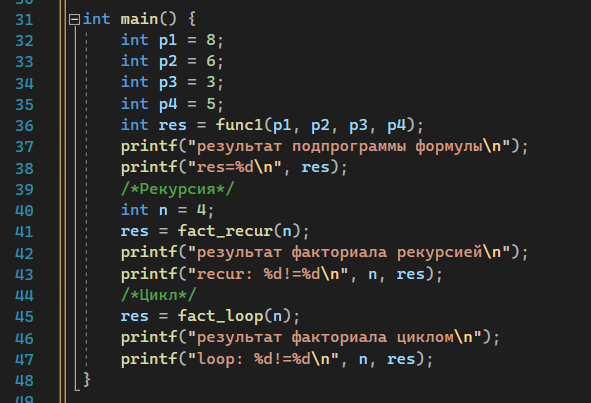 31 int main() {
32 int p1 = 8;
33 int p2 = 6;
34 int p3 = 3;
35 int p4 = 5;
36 int res = func1(p1, p2, p3, p4);
37 printf("результат подпрограммы формулы\n");
38 printf("res=%d\n", res);
39 /*Рекурсия*/
40 int n = 4;
41 res = fact_recur(n);
42 printf("результат факториала рекурсией\n");
43 printf("recur: %d!=%d\n", n, res);
44 /*Цикл*/
45 res = fact_loop(n);
46 printf("результат факториала циклом\n");
47 printf("loop: %d!=%d\n", n, res);
48 }